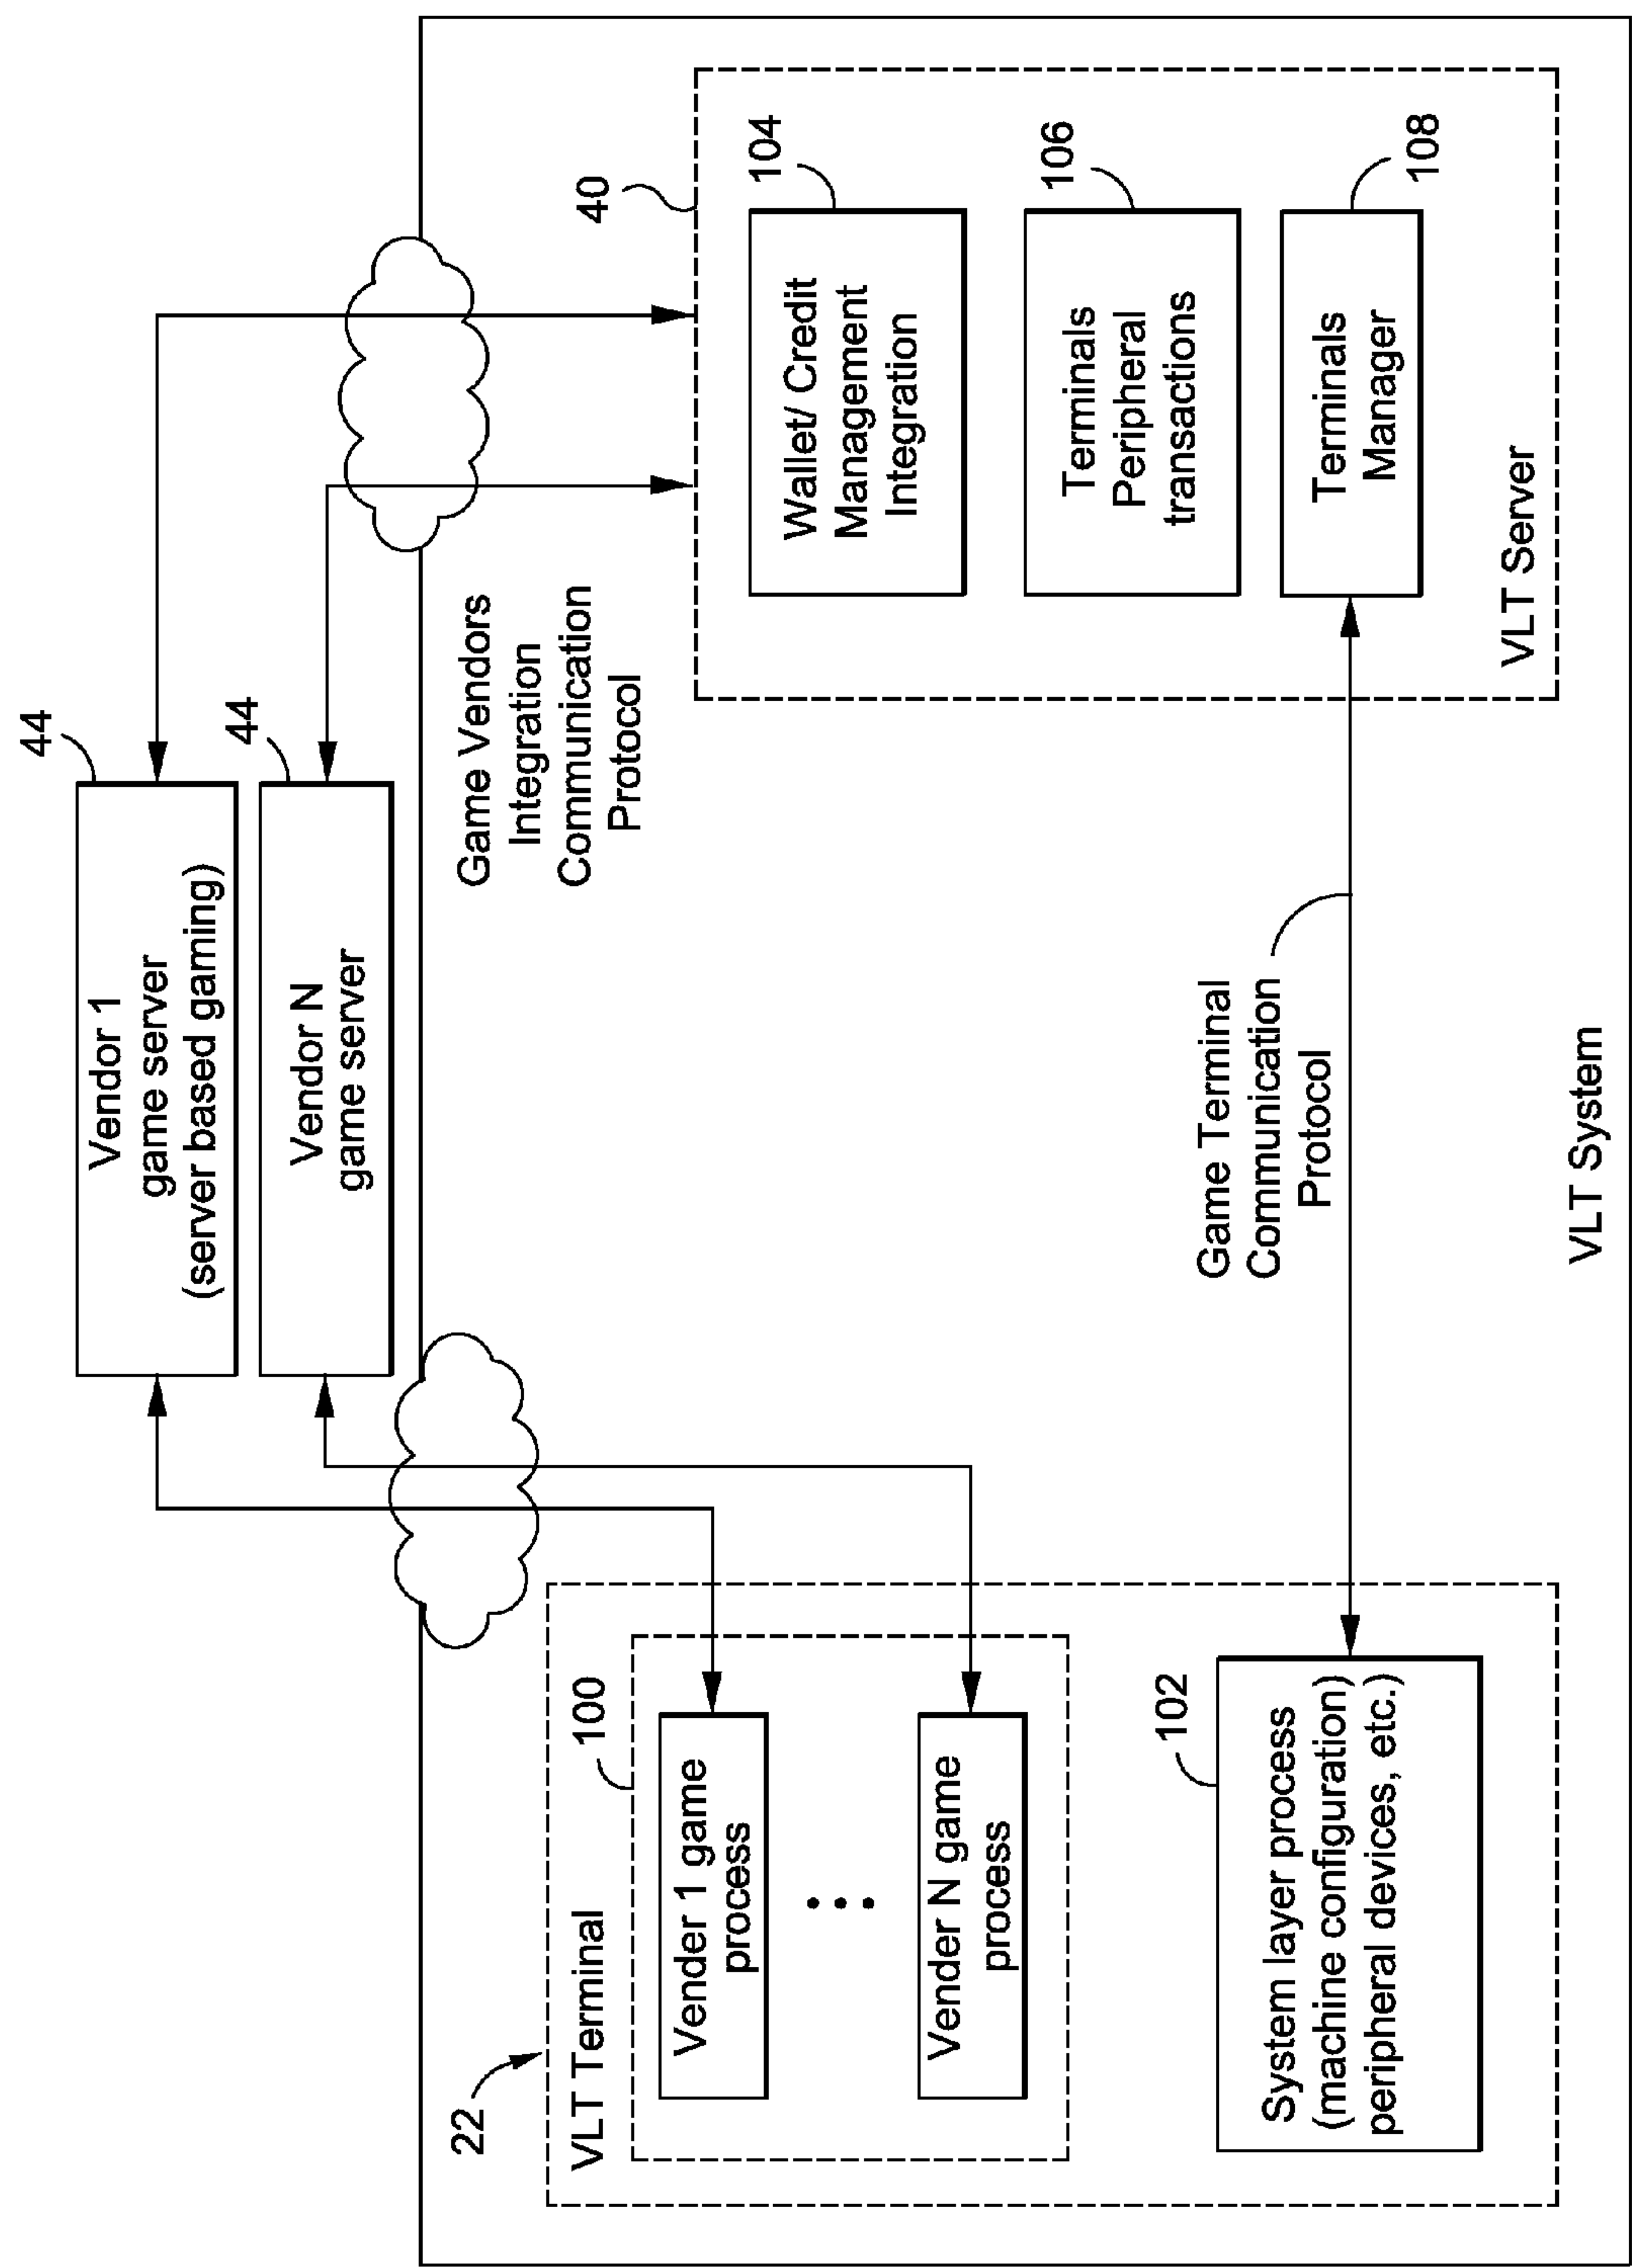 44
Vendor 1
game server
(server based gaming)
44
Vendor N
game server
22
VLT Terminal
100
Vender 1 game
process
Vender N game
process
102
System layer process
(machine configuration)
peripheral devices, etc.)
Game Vendors
Integration
Communication
Protocol
Game Terminal
Communication
Protocol
40
104
Wallet/ Credit
Management
Integration
106
Terminals
Peripheral
transactions
108
Terminals
Manager
VLT Server
VLT System